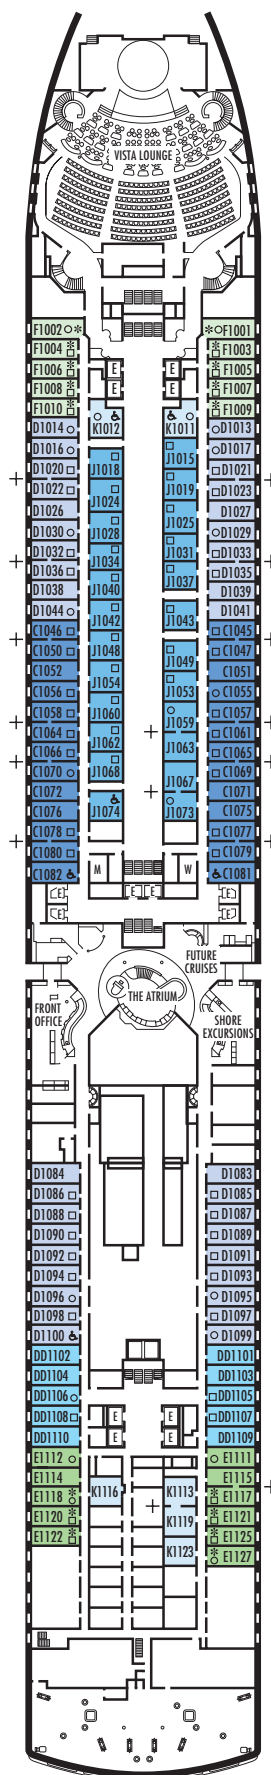 VISTA LOUNGE
F1002 F1001
F1004 F1003
F1006 F1005
F1008 F1007
F1010 F1009
E E
E E
K1012 K1011
D1014 D1013
D1016 D1017
D1020 D1021
D1022 D1023
D1026 D1027
D1030 D1029
D1032 D1033
D1036 D1035
D1038 D1039
D1044 D1041
J1018 J1015
J1024 J1019
J1028 J1025
J1034 J1031
J1040 J1037
J1042 J1043
J1048 J1049
J1054 J1053
J1060 J1059
J1062 J1063
J1068 J1067
J1074 J1073
C1046 C1045
C1050 C1047
C1052 C1051
C1056 C1055
C1058 C1057
C1064 C1061
C1066 C1065
C1070 C1069
C1072 C1071
C1076 C1075
C1078 C1077
C1080 C1079
C1082 C1081
M W
E E E E
E E
FUTURE
CRUISES
THE ATRIUM
FRONT
OFFICE
SHORE
EXCURSIONS
D1084 D1083
D1086 D1085
D1088 D1087
D1090 D1089
D1092 D1091
D1094 D1093
D1096 D1095
D1098 D1097
D1100 D1099
DD1102 DD1101
DD1104 DD1103
DD1106 DD1105
DD1108 DD1107
DD1110 DD1109
E E
E E
E1112 E1111
E1114 E1115
E1118 E1117
E1120 E1121
E1122 E1125
E1127
K1116 K1113
K1119
K1123